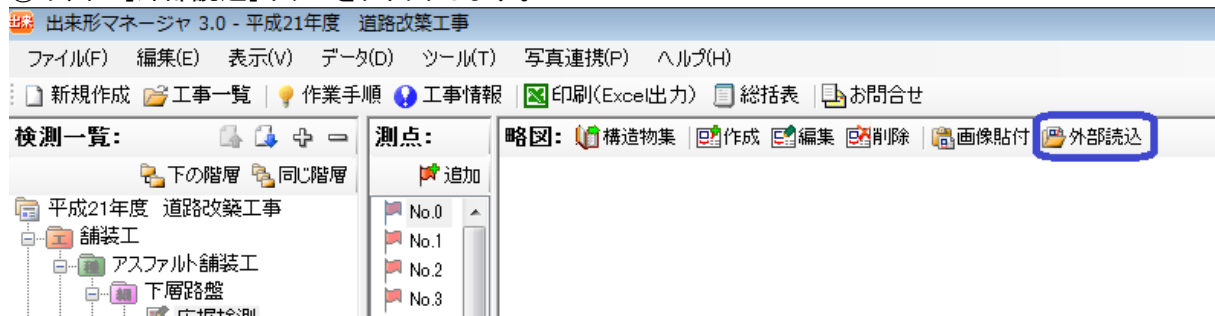 出来形マネージャ 3.0 - 平成21年度 道路改築工事
ファイル(F) 編集(E) 表示(V) データ(D) ツール(T) 写真連携(P) ヘルプ(H)
新規作成 工事一覧 作業手順 工事情報 印刷(Excel出力) 総括表 お問合せ
検測一覧: 測点: 略図: 構造物集 作成 編集 削除 画像貼付 外部読込
下の階層 同じ階層 追加
平成21年度 道路改築工事 No.0
工 舗装工 No.1
種 アスファルト舗装工 No.2
細 下層路盤 No.3